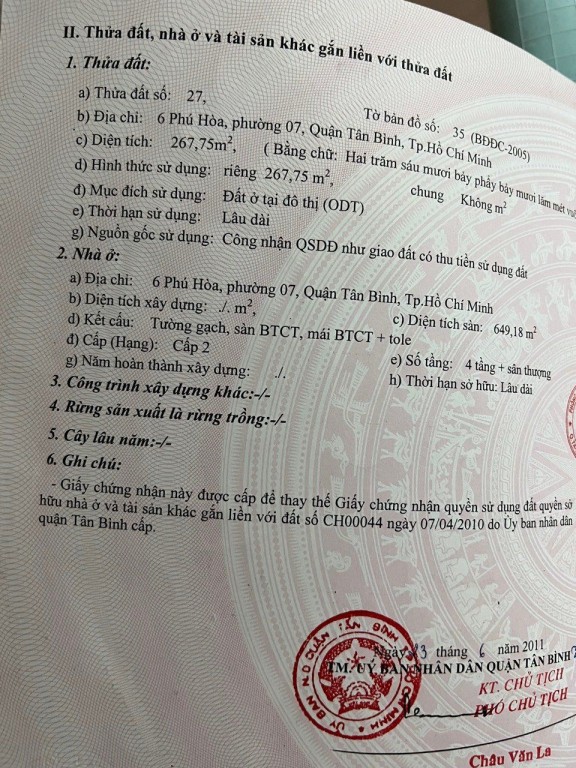 II. Thửa đất, nhà ở và tài sản khác gắn liền với thửa đất
1. Thửa đất:
a) Thửa đất số: 27, Tờ bản đồ số: 35 (BĐĐC-2005)
b) Địa chỉ: 6 Phú Hòa, phường 07, Quận Tân Bình, Tp.Hồ Chí Minh
c) Diện tích: 267,75m², ( Bằng chữ: Hai trăm sáu mươi bảy phẩy bảy mươi lăm mét vuô
d) Hình thức sử dụng: riêng 267,75 m², chung Không m²
đ) Mục đích sử dụng: Đất ở tại đô thị (ODT)
e) Thời hạn sử dụng: Lâu dài
g) Nguồn gốc sử dụng: Công nhận QSDĐ như giao đất có thu tiền sử dụng đất
2. Nhà ở:
a) Địa chỉ: 6 Phú Hòa, phường 07, Quận Tân Bình, Tp.Hồ Chí Minh
b) Diện tích xây dựng: ./. m², c) Diện tích sàn: 649,18 m²
d) Kết cấu: Tường gạch, sàn BTCT, mái BTCT + tole
đ) Cấp (Hạng): Cấp 2 e) Số tầng: 4 tầng + sân thượng
g) Năm hoàn thành xây dựng: ./. h) Thời hạn sở hữu: Lâu dài
3. Công trình xây dựng khác:-/-
4. Rừng sản xuất là rừng trồng:-/-
5. Cây lâu năm:-/-
6. Ghi chú:
- Giấy chứng nhận này được cấp để thay thế Giấy chứng nhận quyền sử dụng đất quyền sở
hữu nhà ở và tài sản khác gắn liền với đất số CH00044 ngày 07/04/2010 do Ủy ban nhân dân
quận Tân Bình cấp.
Ngày 23 tháng 6 năm 2011
TM. UỶ BAN NHÂN DÂN QUẬN TÂN BÌNH
KT. CHỦ TỊCH
PHÓ CHỦ TỊCH
ỦY BAN N.D QUẬN TÂN BÌNH
Châu Văn La